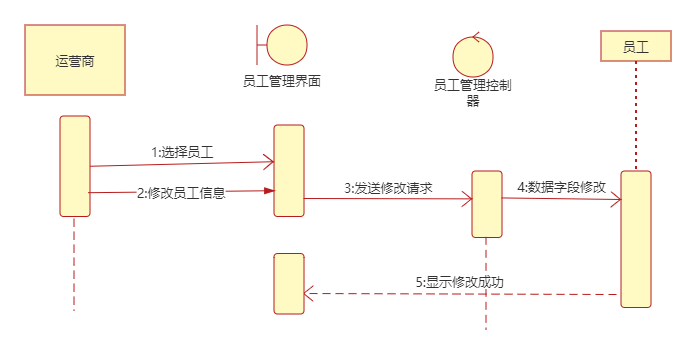 运营商
员工管理界面
员工管理控制
器
员工
1:选择员工
2:修改员工信息
3:发送修改请求
4:数据字段修改
5:显示修改成功